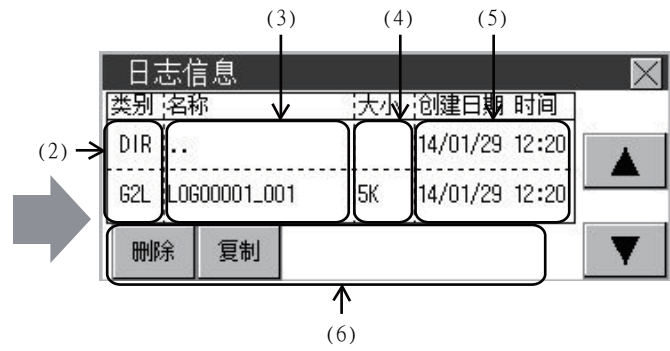 (3) (4) (5)
日志信息
类别 名称 大小 创建日期 时间
(2)
DIR .. 14/01/29 12:20
G2L LOG00001_001 5K 14/01/29 12:20
删除 复制
(6)